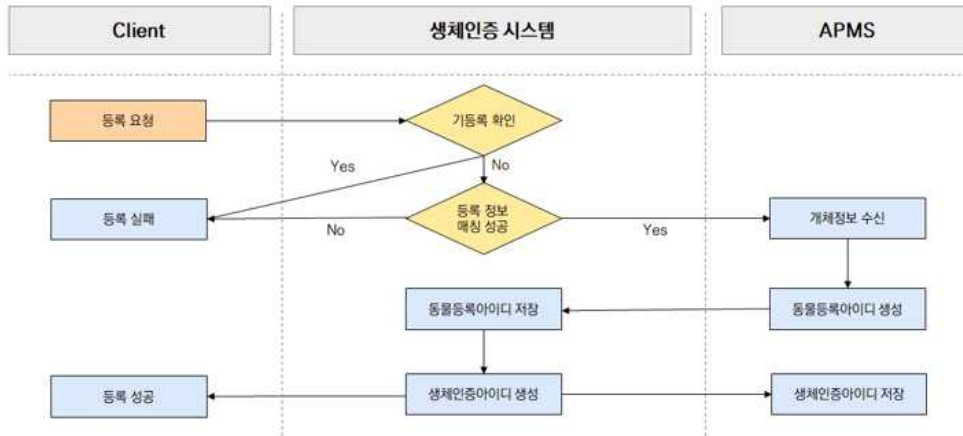 Client
생체인증 시스템
APMS
등록 요청
기등록 확인
Yes
No
등록 실패
등록 정보
매칭 성공
개체정보 수신
No
Yes
동물등록아이디 저장
동물등록아이디 생성
등록 성공
생체인증아이디 생성
생체인증아이디 저장